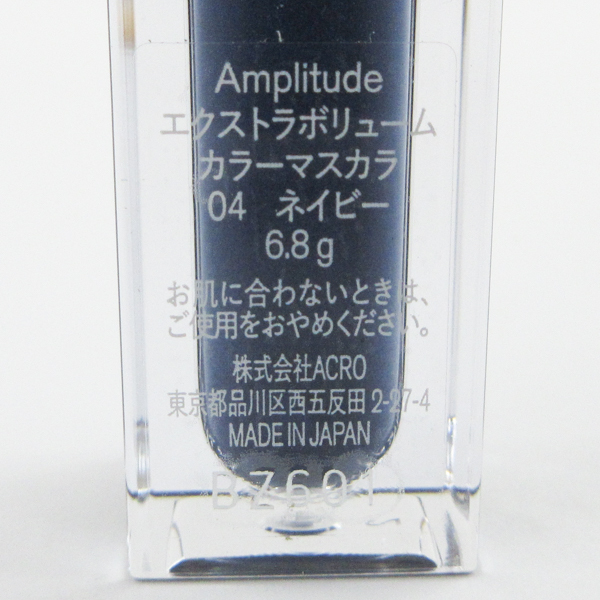 Amplitude
エクストラボリューム
カラーマスカラ
04 ネイビー
6.8g
お肌に合わないときは、
ご使用をおやめください。
株式会社ACRO
東京都品川区西五反田2-27-4
MADE IN JAPAN
BZ601